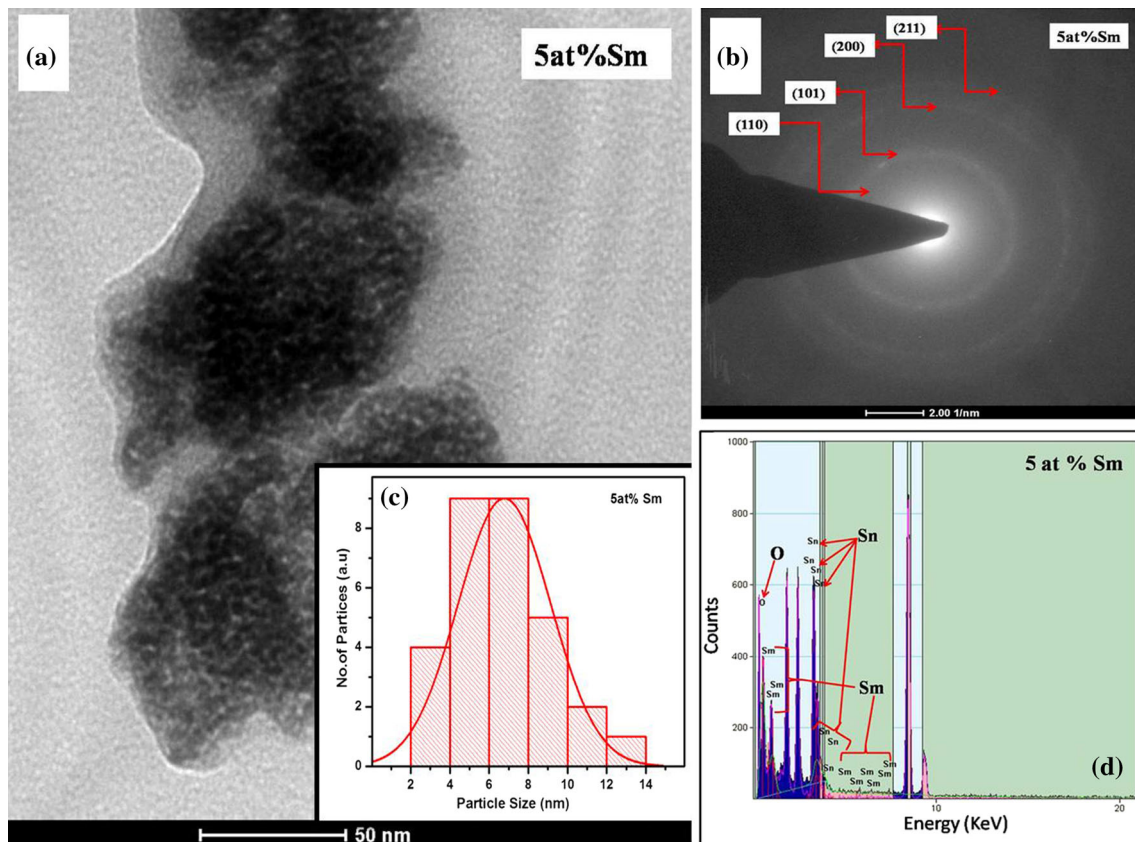 (a)
5at%Sm
50 nm
(b)
5at%Sm
(211)
(200)
(101)
(110)
2.00 1/nm
(c)
5at% Sm
No.of Partices (a.u)
8
6
4
2
0
2
4
6
8
10
12
14
Particle Size (nm)
5 at % Sm
1000
800
600
400
200
Counts
O
O
Sn
Sn
Sn
Sn
Sn
Sm
Sm
Sm
Sm
Sn
Sn
Sn
Sm
Sm
Sm
Sm
Sm
Sm
(d)
10
20
Energy (KeV)